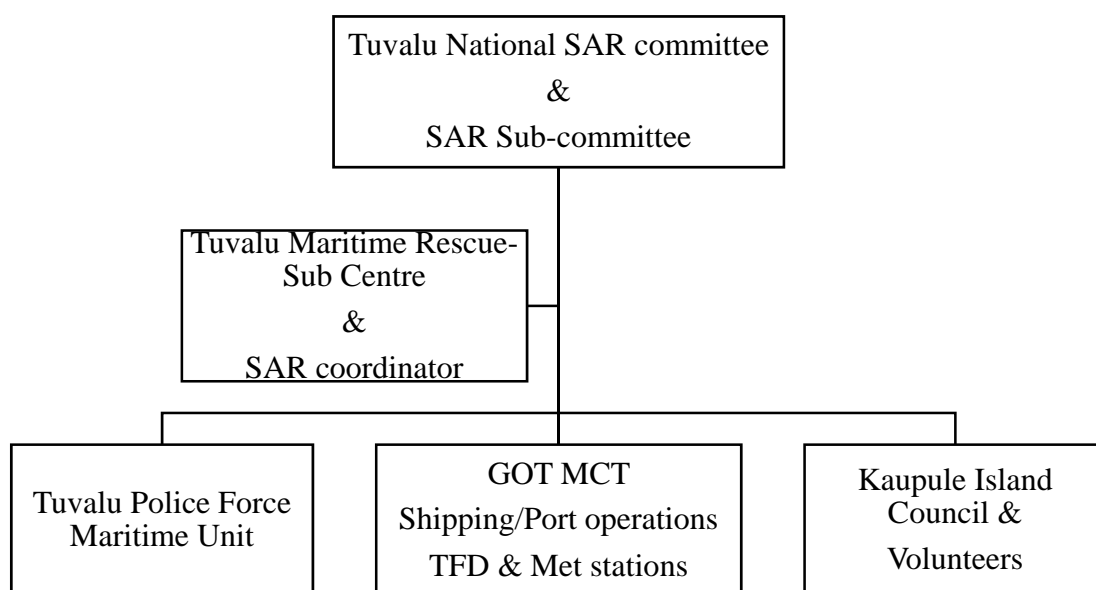 Tuvalu National SAR committee
&
SAR Sub-committee
Tuvalu Maritime Rescue-
Sub Centre
&
SAR coordinator
Tuvalu Police Force
Maritime Unit
GOT MCT
Shipping/Port operations
TFD & Met stations
Kaupule Island
Council &
Volunteers